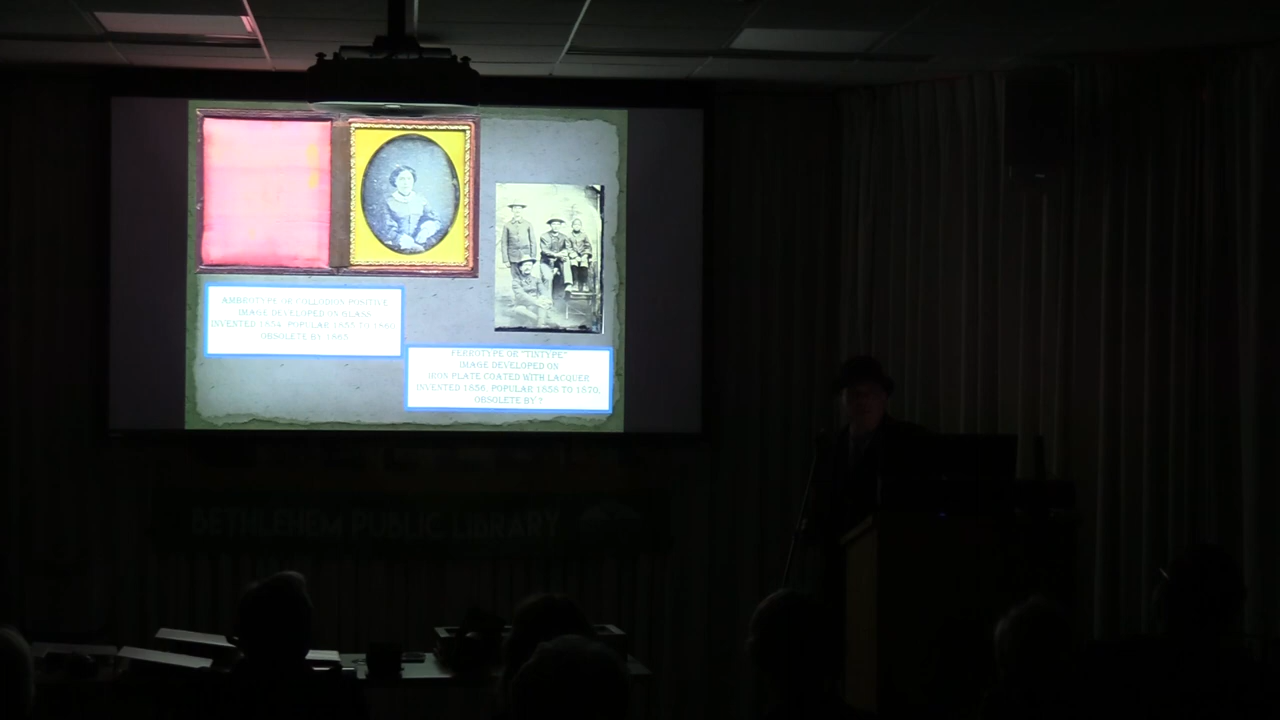 AMBROTYPE OR COLLODION POSITIVE
IMAGE DEVELOPED ON GLASS
INVENTED 1854, POPULAR 1855 TO 1860,
OBSOLETE BY 1865
FERROTYPE OR "TINTYPE"
IMAGE DEVELOPED ON
IRON PLATE COATED WITH LACQUER
INVENTED 1856, POPULAR 1858 TO 1870,
OBSOLETE BY ?
BETHLEHEM PUBLIC LIBRARY